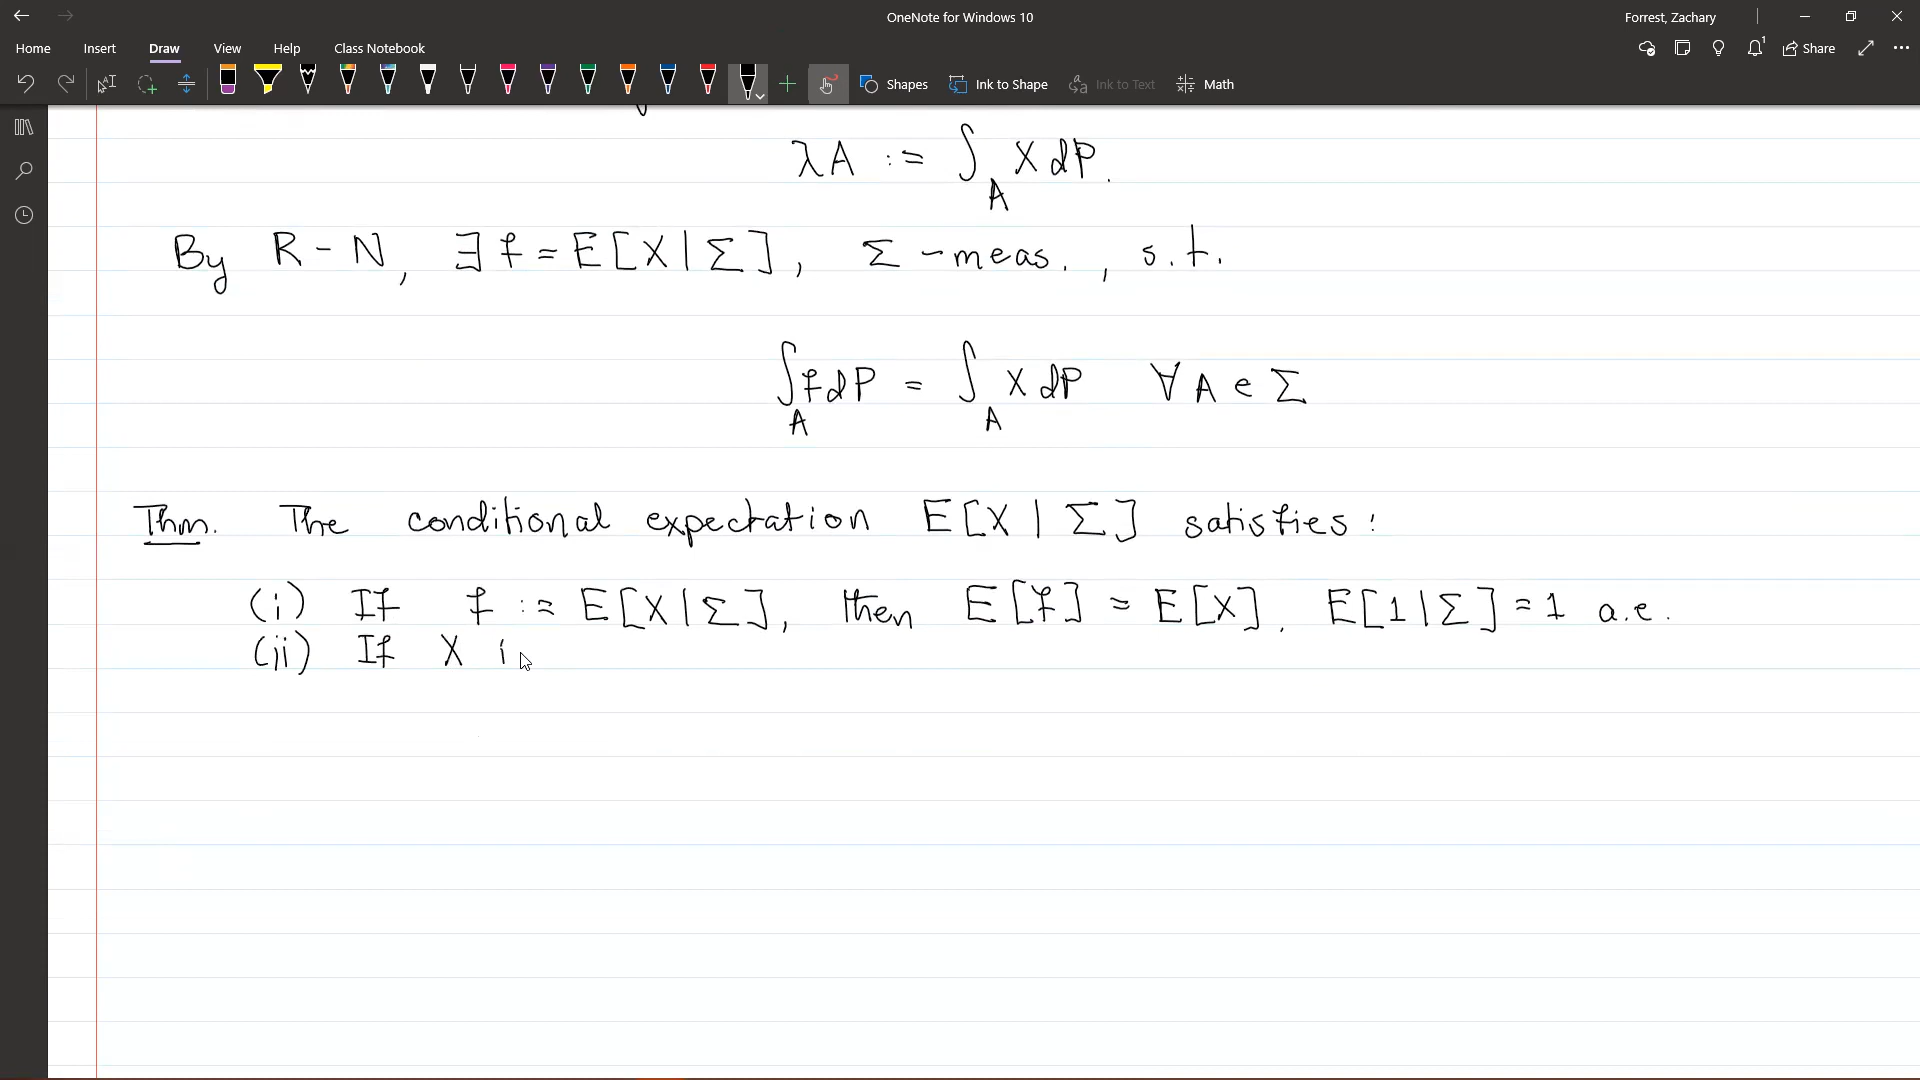 OneNote for Windows 10
Forrest, Zachary
Home Insert Draw View Help Class Notebook
Share
Shapes Ink to Shape Ink to Text Math
λA := ∫_A X dP.
By R-N, ∃ f = E[X|Σ], Σ-meas., s.t.
∫_A f dP = ∫_A X dP ∀ A ∈ Σ
Thm. The conditional expectation E[X|Σ] satisfies:
(i) If f := E[X|Σ], then E[f] = E[X]. E[1|Σ] = 1 a.e.
(ii) If X i